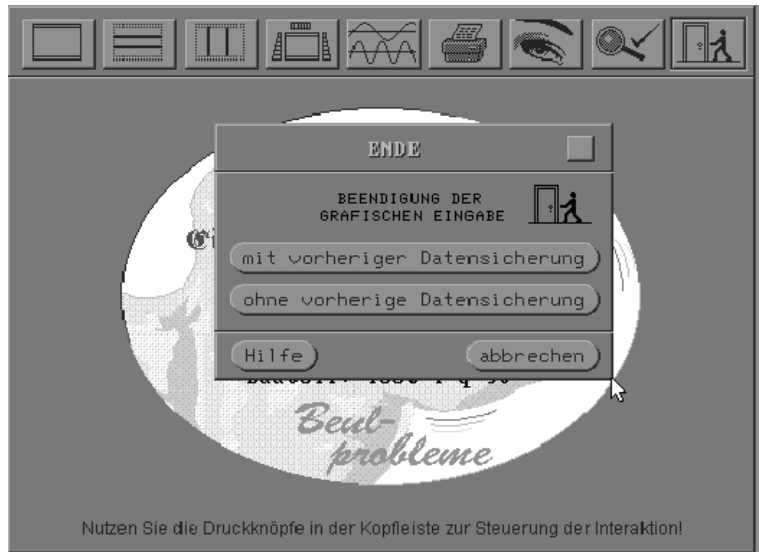 ENDE
BEENDIGUNG DER
GRAFISCHEN EINGABE
mit vorheriger Datensicherung
ohne vorherige Datensicherung
Hilfe
abbrechen
Beul-
probleme
Nutzen Sie die Druckknöpfe in der Kopfleiste zur Steuerung der Interaktion!